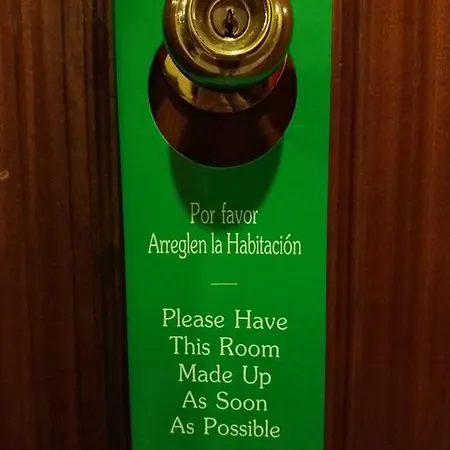 Por favor
Arreglen la Habitación
Please Have
This Room
Made Up
As Soon
As Possible